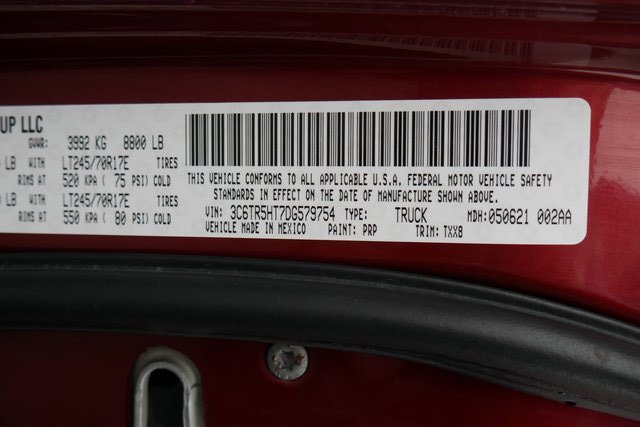 UP LLC
GVWR: 3992 KG 8800 LB
LB WITH LT245/70R17E TIRES
RIMS AT 520 KPA ( 75 PSI) COLD
LB WITH LT245/70R17E TIRES
RIMS AT 550 KPA ( 80 PSI) COLD
THIS VEHICLE CONFORMS TO ALL APPLICABLE U.S.A. FEDERAL MOTOR VEHICLE SAFETY
STANDARDS IN EFFECT ON THE DATE OF MANUFACTURE SHOWN ABOVE.
VIN: 3C6TR5HT7DG579754 TYPE: TRUCK MDH: 050621 002AA
VEHICLE MADE IN MEXICO PAINT: PRP TRIM: TXX8